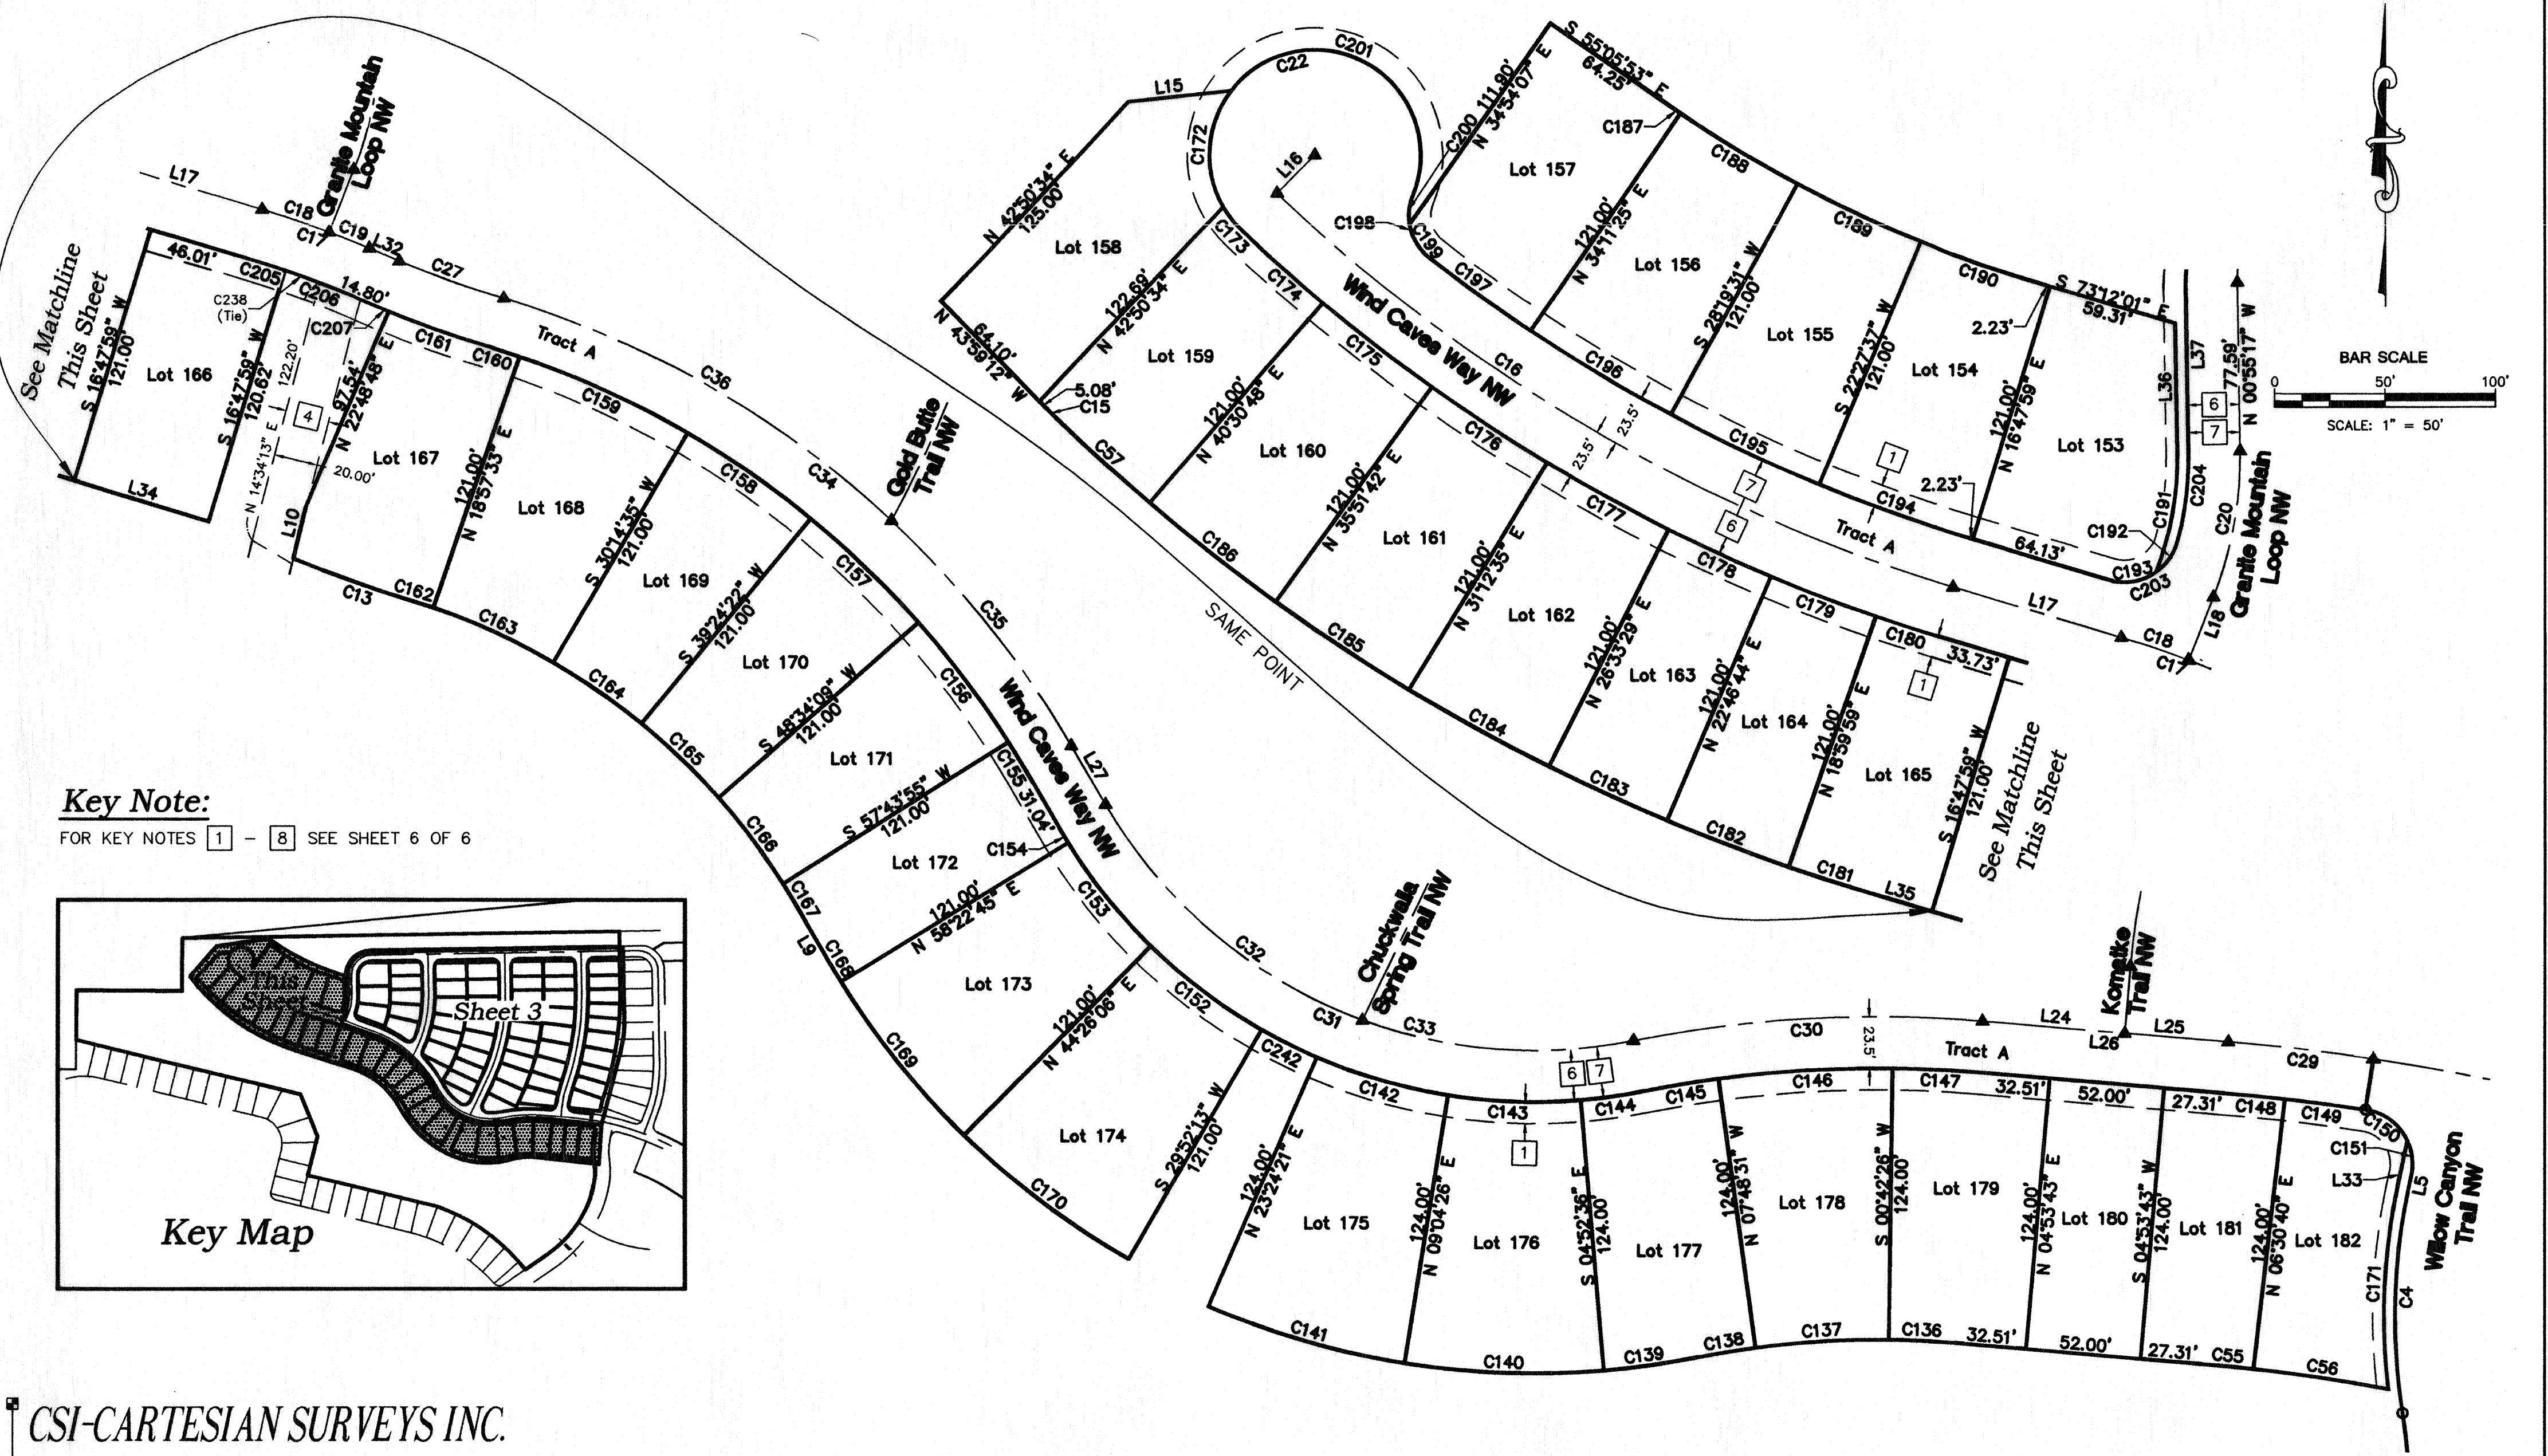 Granite Mountain
Loop NW
L17
C18
C17
C19
L32
C27
See Matchline
This Sheet
46.01'
C205
C206
14.80'
C238
(Tie)
C207
C161
C160
Tract A
C36
S 16°47'59" W
121.00'
Lot 166
S 16°47'59" W
120.62'
122.20'
4
97.54'
N 22°48'48" E
N 14°34'13" E
20.00'
Lot 167
L34
L10
C13
C162
N 18°57'33" E
121.00'
C159
Lot 168
C163
S 30°14'35" W
121.00'
C158
C34
Gold Butte
Trail NW
Lot 169
C164
S 39°24'22" W
121.00'
C157
C35
Lot 170
C165
S 48°34'09" W
121.00'
C156
Wind Caves Way NW
L27
Lot 171
C166
S 57°43'55" W
121.00'
C155
31.04'
C154
Lot 172
C167
L9
C168
121.00'
N 58°22'45" E
C153
C32
Lot 173
C169
121.00'
N 44°26'06" E
C152
Chuckwalla
Spring Trail NW
C31
C33
Lot 174
C170
S 29°52'13" W
121.00'
C242
C142
124.00'
N 23°24'21" E
Lot 175
C141
124.00'
N 09°04'26" E
C143
6
7
1
Lot 176
C140
S 04°52'36" E
124.00'
C144
C145
Lot 177
C139
C138
124.00'
N 07°48'31" W
C146
C30
Lot 178
C137
S 00°42'26" W
124.00'
23.5'
C147
32.51'
Tract A
Lot 179
C136
32.51'
124.00'
N 04°53'43" E
L24
L26
Komatke
Trail NW
L25
52.00'
Lot 180
52.00'
S 04°53'43" W
124.00'
27.31'
C148
Lot 181
27.31'
C55
124.00'
N 06°30'40" E
C29
C149
C150
C151
L33
Lot 182
C56
C171
L5
C4
Willow Canyon
Trail NW
L15
C22
C201
C172
L16
N 42°50'34" E
125.00'
Lot 158
64.10'
N 43°59'12" W
C173
122.69'
N 42°50'34" E
5.08'
C15
Lot 159
C174
C57
121.00'
N 40°30'48" E
C175
Lot 160
C186
121.00'
N 35°51'42" E
C176
Lot 161
C185
121.00'
N 31°12'35" E
C177
Lot 162
C184
121.00'
N 26°33'29" E
C178
Lot 163
C183
121.00'
N 22°46'44" E
C179
Lot 164
C182
121.00'
N 18°59'59" E
C180
33.73'
1
Lot 165
C181
L35
S 16°47'59" W
121.00'
See Matchline
This Sheet
SAME POINT
Wind Caves Way NW
C16
23.5'
23.5'
7
6
S 55°05'53" E
64.25'
C200
111.90'
N 34°54'07" E
C187
Lot 157
C198
C199
C197
121.00'
N 34°11'25" E
C188
Lot 156
C196
S 28°19'31" W
121.00'
C189
Lot 155
C195
S 22°27'37" W
121.00'
C190
Lot 154
1
C194
2.23'
2.23'
121.00'
N 16°47'59" E
S 73°12'01" E
59.31'
Lot 153
64.13'
L36
L37
C191
C192
C193
C203
C204
6
7
77.59'
N 00°55'17" W
C20
Granite Mountain
Loop NW
L18
Tract A
L17
C18
C17
BAR SCALE
0 50' 100'
SCALE: 1" = 50'
Key Note:
FOR KEY NOTES 1 - 8 SEE SHEET 6 OF 6
This
Sheet
Sheet 3
Key Map
CSI-CARTESIAN SURVEYS INC.